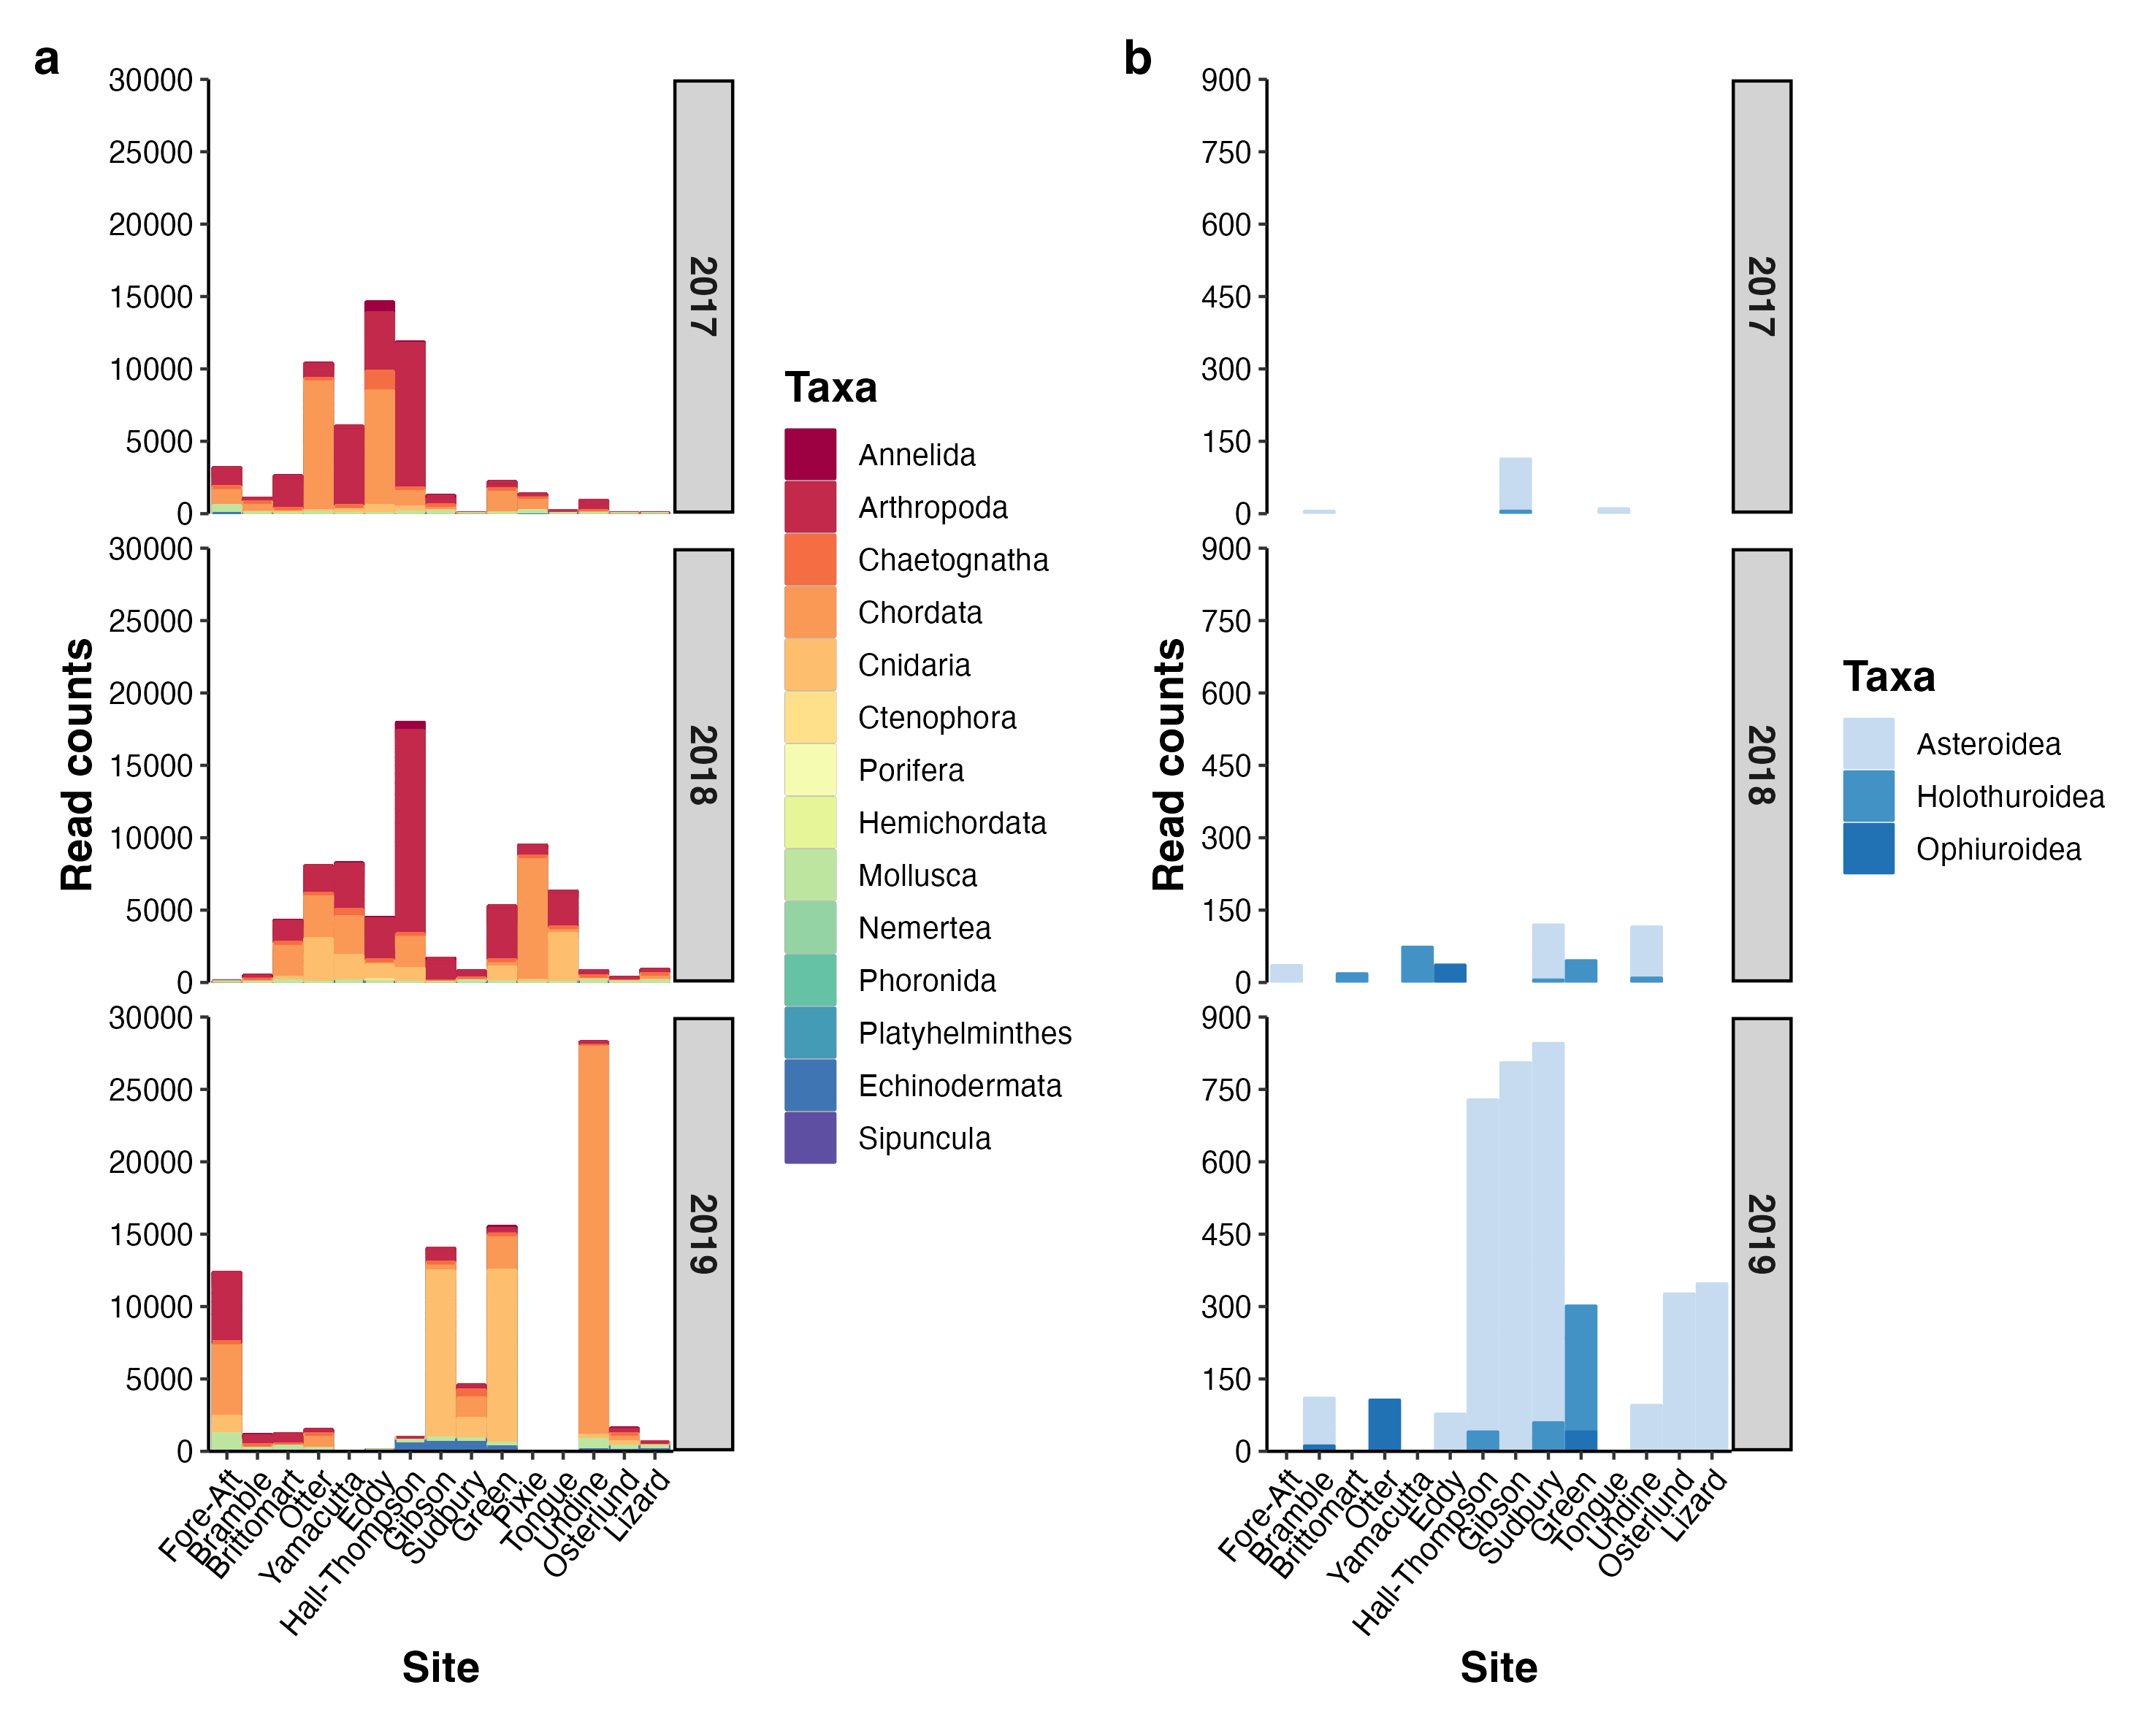 a
Read counts
30000
25000
20000
15000
10000
5000
0
2017
30000
25000
20000
15000
10000
5000
0
2018
30000
25000
20000
15000
10000
5000
0
2019
Fore-Aft
Bramble
Brittomart
Otter
Yamacutta
Eddy
Hall-Thompson
Gibson
Sudbury
Green
Pixie
Tongue
Undine
Osterlund
Lizard
Site
Taxa
Annelida
Arthropoda
Chaetognatha
Chordata
Cnidaria
Ctenophora
Porifera
Hemichordata
Mollusca
Nemertea
Phoronida
Platyhelminthes
Echinodermata
Sipuncula
b
Read counts
900
750
600
450
300
150
0
2017
900
750
600
450
300
150
0
2018
900
750
600
450
300
150
0
2019
Fore-Aft
Bramble
Brittomart
Otter
Yamacutta
Eddy
Hall-Thompson
Gibson
Sudbury
Green
Tongue
Undine
Osterlund
Lizard
Site
Taxa
Asteroidea
Holothuroidea
Ophiuroidea